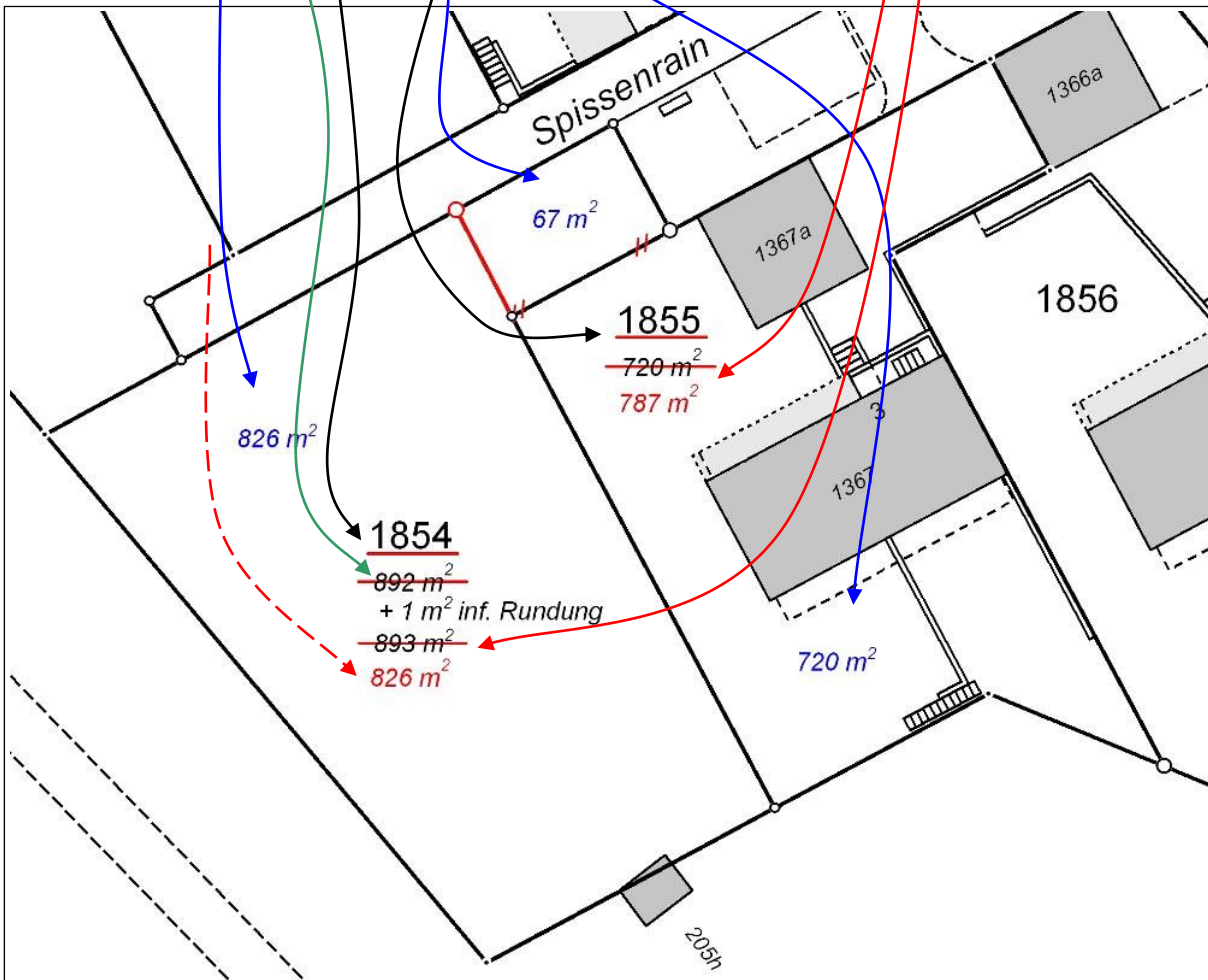 Spissenrain
1366a
67 m²
1367a
1856
1855
720 m²
787 m²
3
826 m²
1367
1854
892 m²
+ 1 m² inf. Rundung
893 m²
826 m²
720 m²
205h